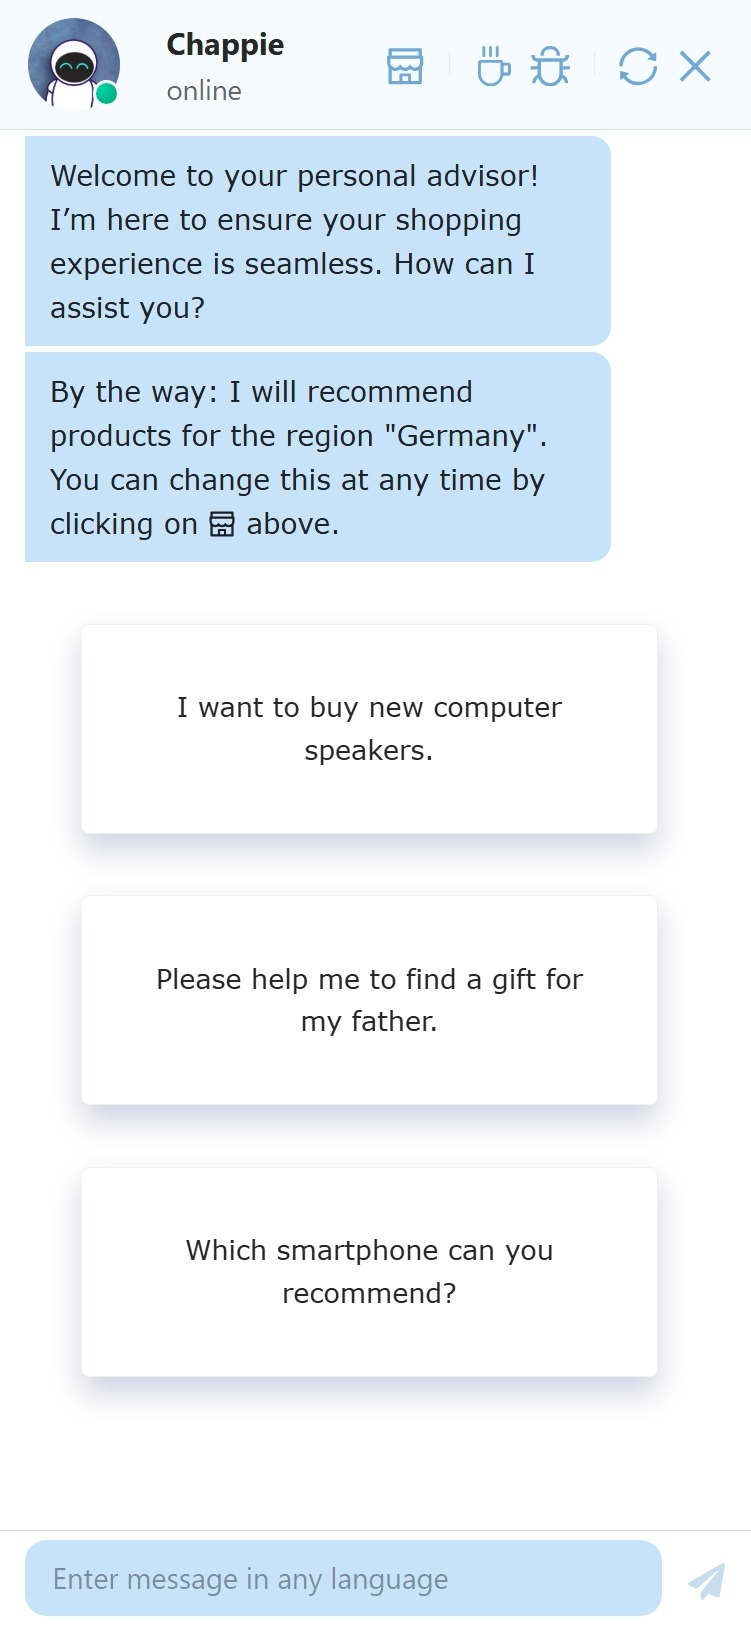 Chappie
online
Welcome to your personal advisor!
I’m here to ensure your shopping
experience is seamless. How can I
assist you?
By the way: I will recommend
products for the region "Germany".
You can change this at any time by
clicking on above.
I want to buy new computer
speakers.
Please help me to find a gift for
my father.
Which smartphone can you
recommend?
Enter message in any language